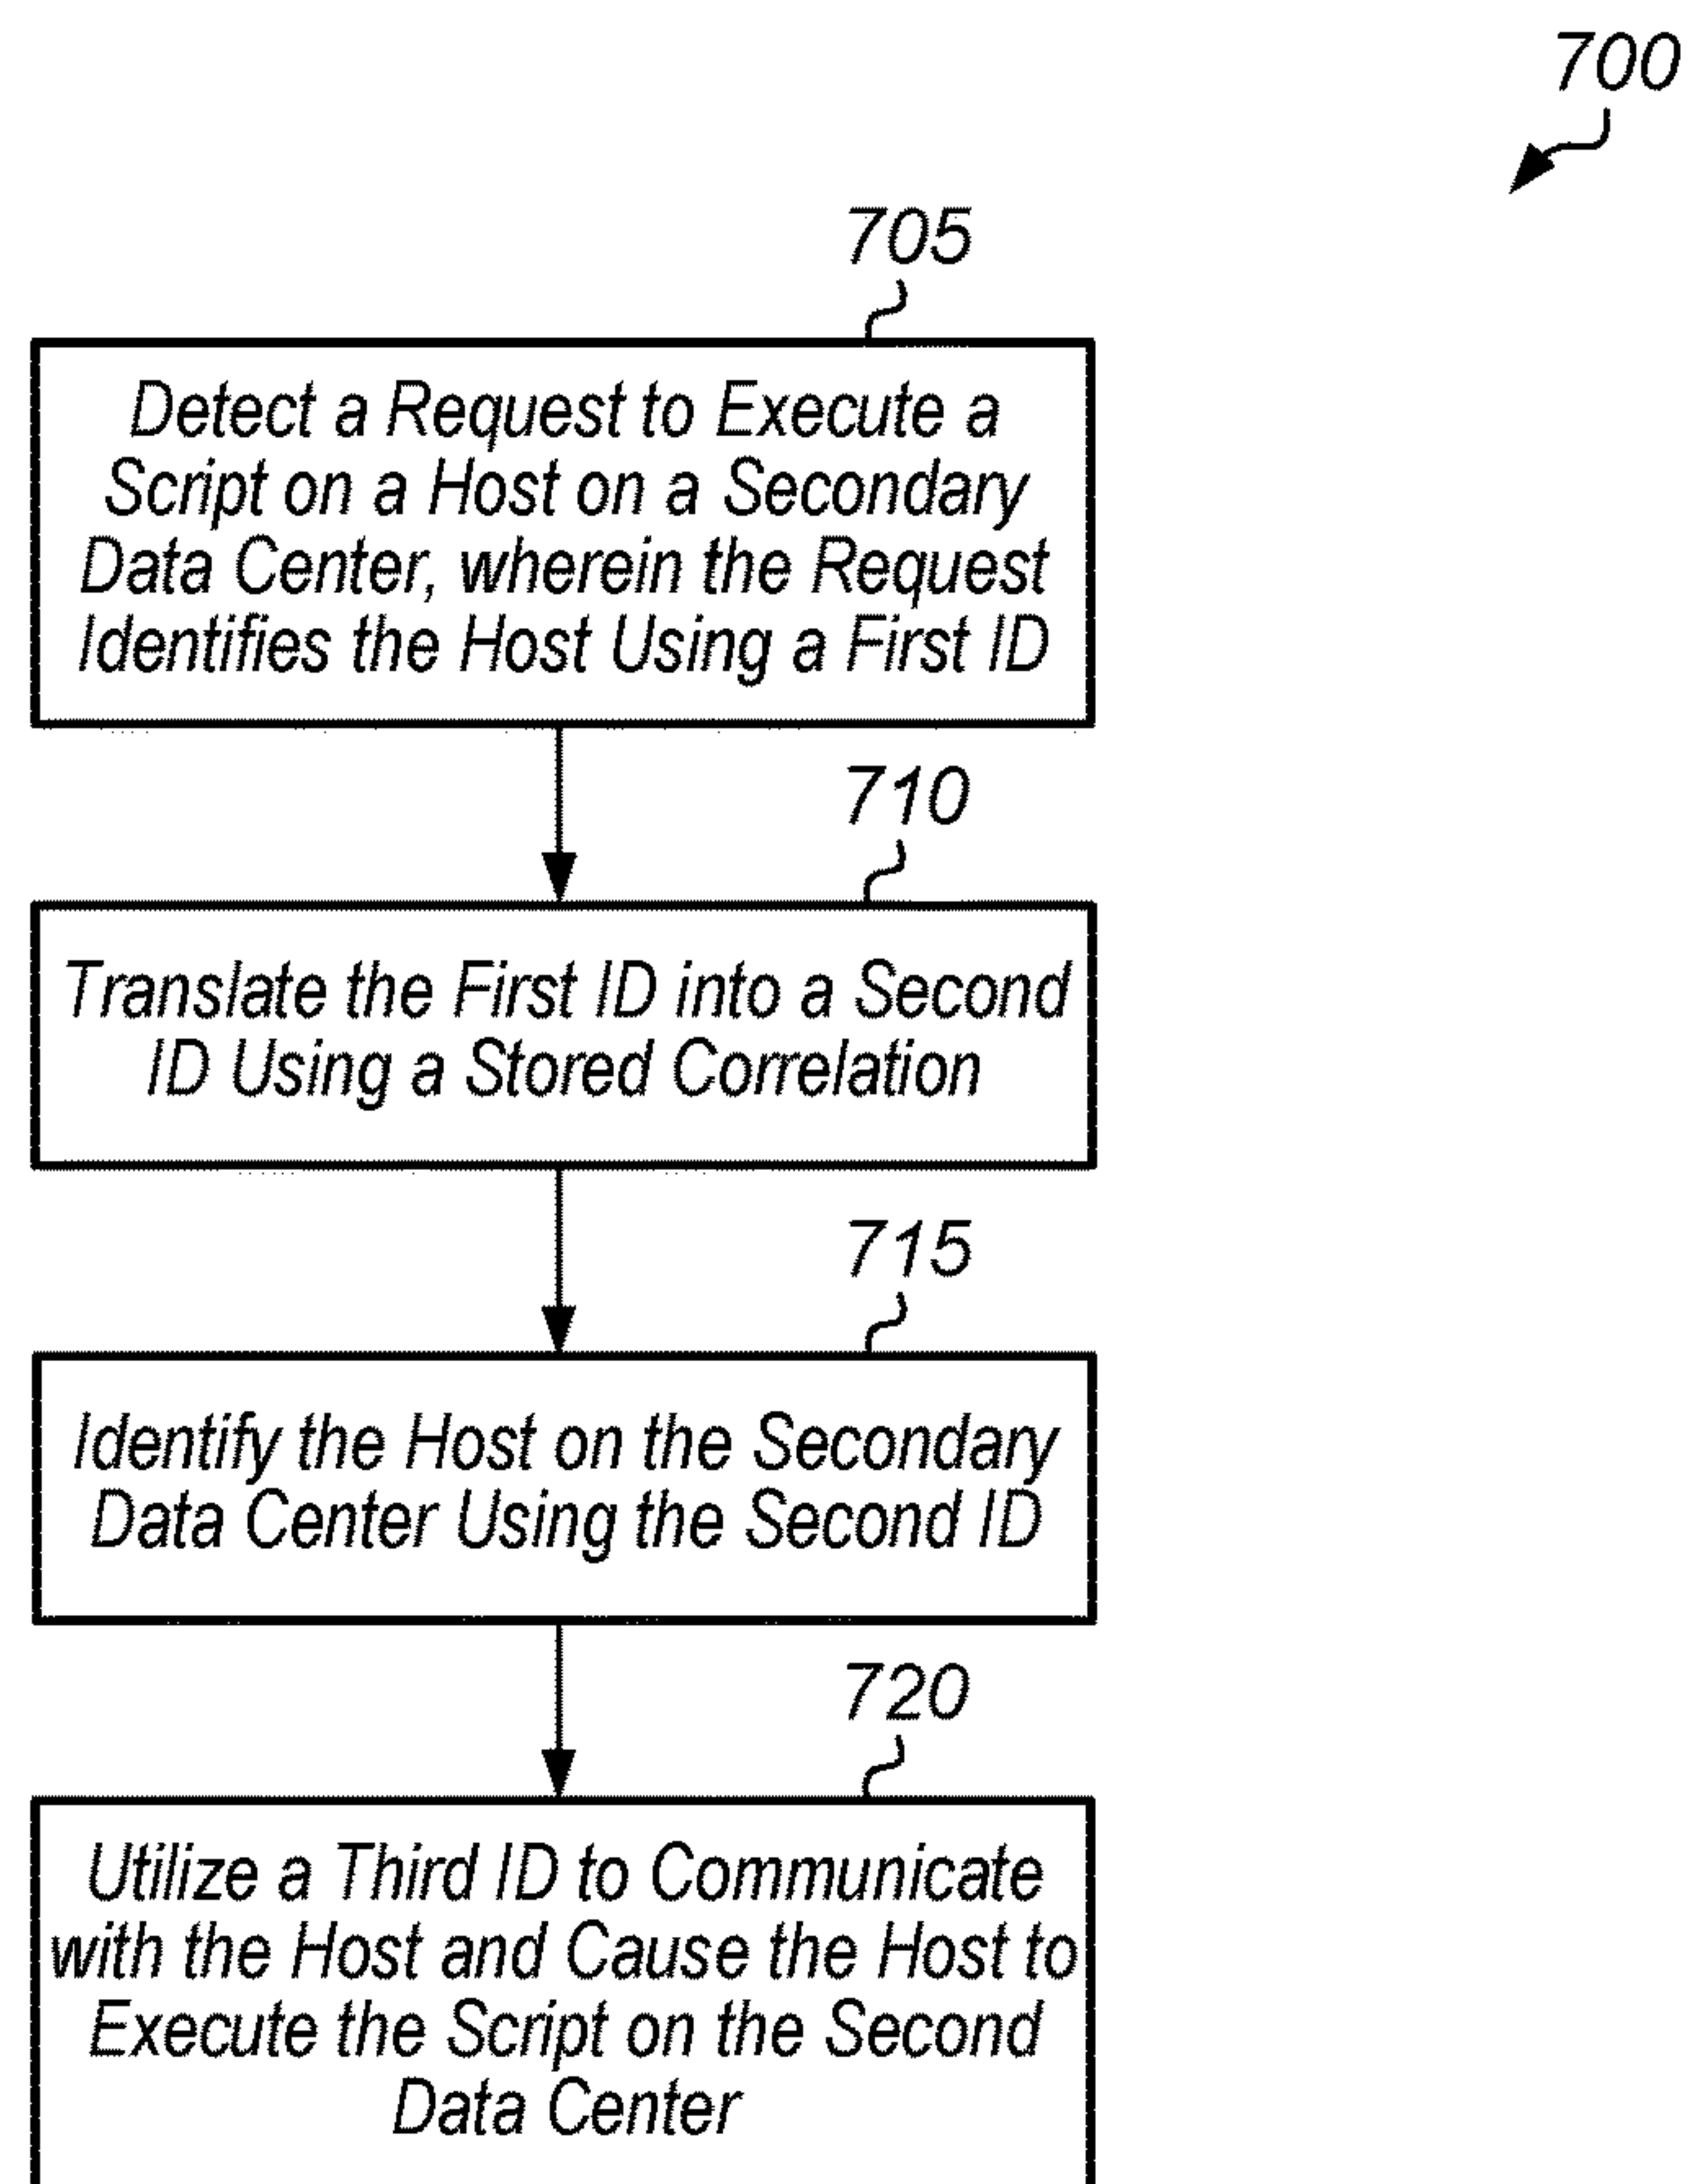 700
705
Detect a Request to Execute a
Script on a Host on a Secondary
Data Center, wherein the Request
Identifies the Host Using a First ID
710
Translate the First ID into a Second
ID Using a Stored Correlation
715
Identify the Host on the Secondary
Data Center Using the Second ID
720
Utilize a Third ID to Communicate
with the Host and Cause the Host to
Execute the Script on the Second
Data Center